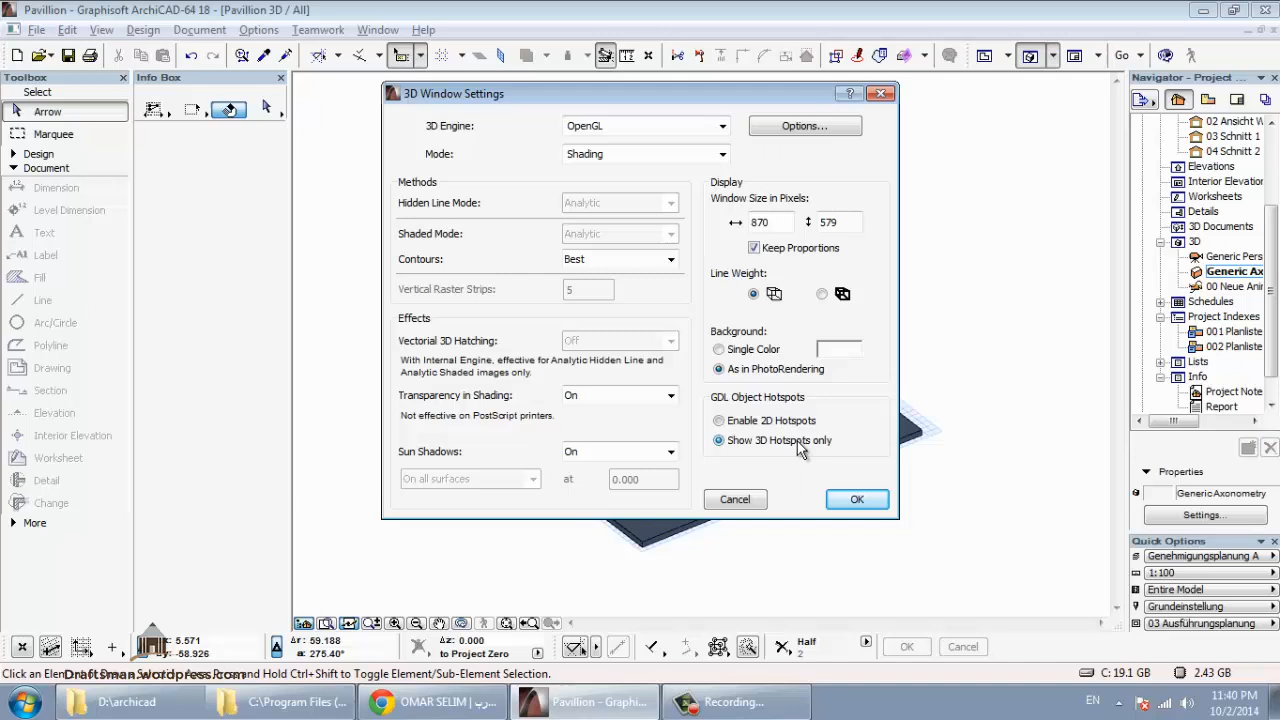 Pavillion - Graphisoft ArchiCAD-64 18 - [Pavillion 3D / All]
File Edit View Design Document Options Teamwork Window Help
Go
Toolbox
Info Box
Select
Arrow
Marquee
Design
Document
Dimension
Level Dimension
Text
Label
Fill
Line
Arc/Circle
Polyline
Drawing
Section
Elevation
Interior Elevation
Worksheet
Detail
Change
More
3D Window Settings
3D Engine: OpenGL Options...
Mode: Shading
Methods
Hidden Line Mode: Analytic
Shaded Mode: Analytic
Contours: Best
Vertical Raster Strips: 5
Effects
Vectorial 3D Hatching: Off
With Internal Engine, effective for Analytic Hidden Line and
Analytic Shaded images only.
Transparency in Shading: On
Not effective on PostScript printers.
Sun Shadows: On
On all surfaces at 0.000
Display
Window Size in Pixels:
870 579
Keep Proportions
Line Weight:
Background:
Single Color
As in PhotoRendering
GDL Object Hotspots
Enable 2D Hotspots
Show 3D Hotspots only
Cancel OK
Navigator - Project
02 Ansicht W
03 Schnitt 1
04 Schnitt 2
Elevations
Interior Elevatio
Worksheets
Details
3D Documents
3D
Generic Pers
Generic Ax
00 Neue Ani
Schedules
Project Indexes
001 Planliste
002 Planliste
Lists
Info
Project Note
Report
Properties
Generic Axonometry
Settings...
Quick Options
Genehmigungsplanung A
1:100
Entire Model
Grundeinstellung
03 Ausführungsplanung
x: 5.571
y: -58.926
Δr: 59.188
a: 275.40°
Δz: 0.000
to Project Zero
Half
2
OK Cancel
Click an Element
and Hold Ctrl+Shift to Toggle Element/Sub-Element Selection.
Draftsman.wordpress.com
C: 19.1 GB 2.43 GB
D:\archicad
C:\Program Files (...
OMAR SELIM | رب...
Pavillion - Graphi...
Recording...
EN
11:40 PM
10/2/2014